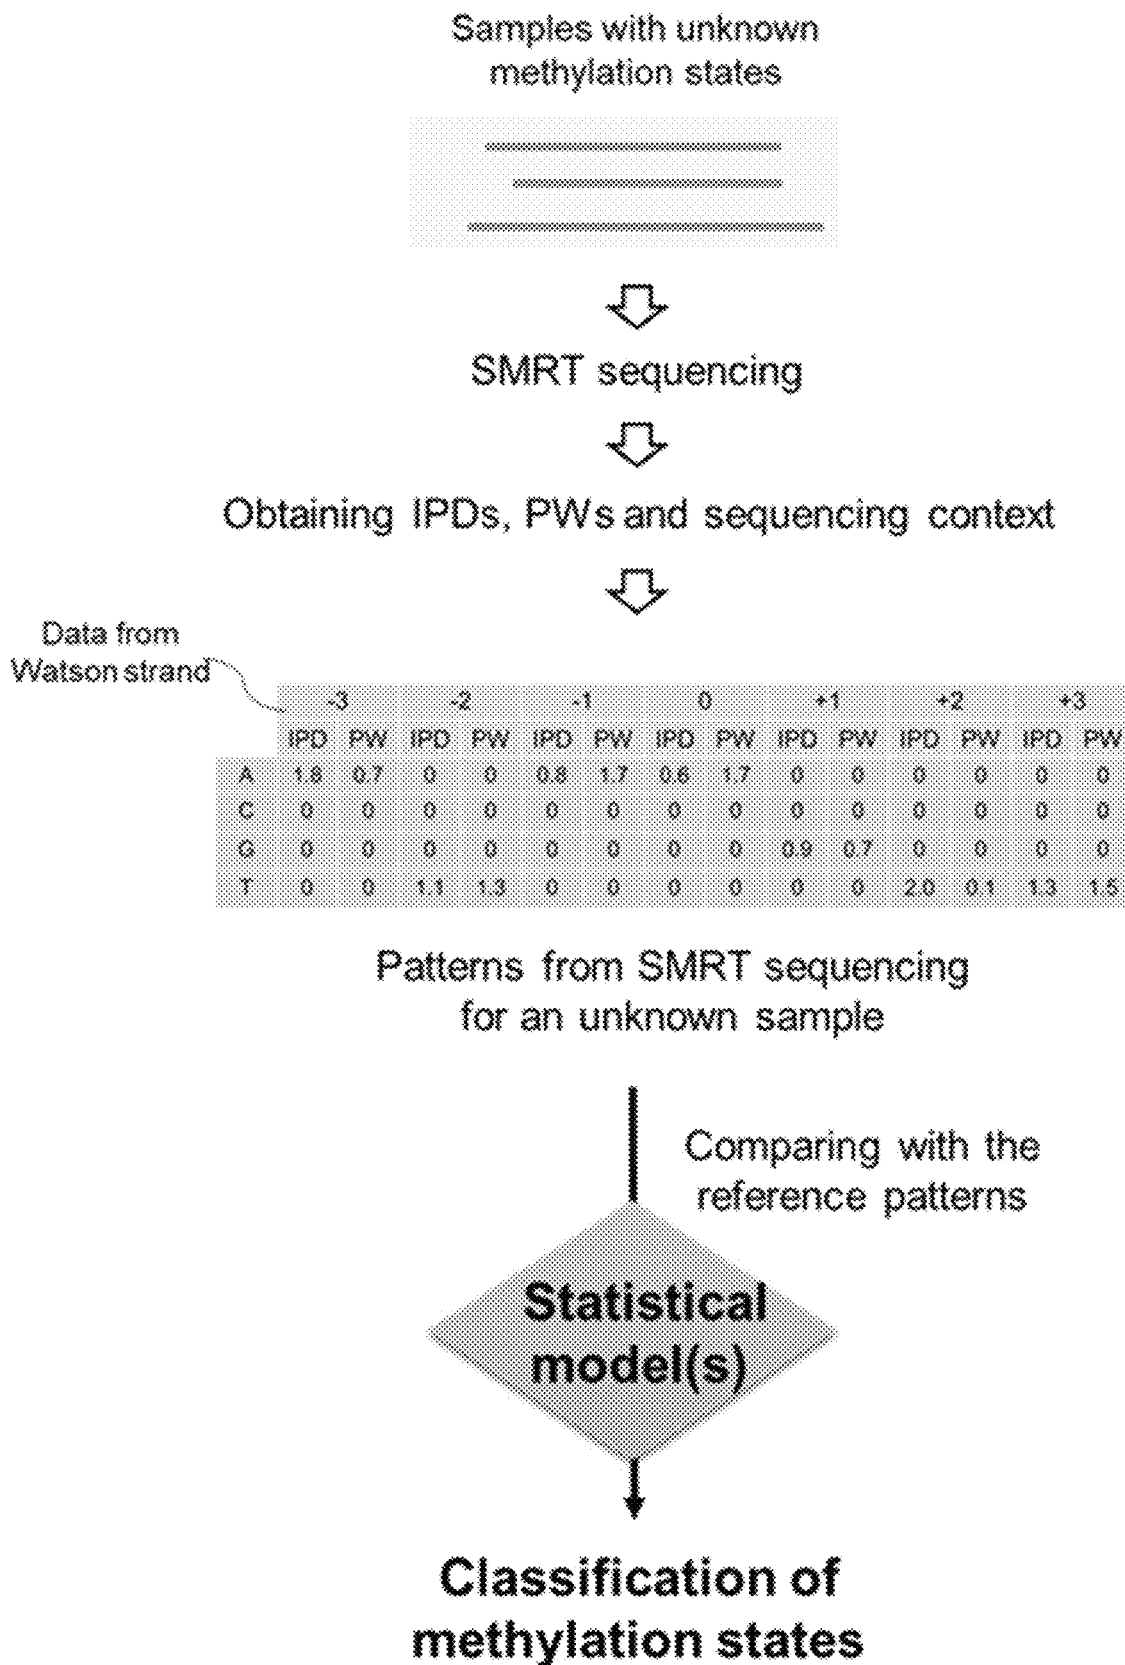 Samples with unknown
methylation states
SMRT sequencing
Obtaining IPDs, PWs and sequencing context
Data from
Watson strand
-3 -2 -1 0 +1 +2 +3
IPD PW IPD PW IPD PW IPD PW IPD PW IPD PW IPD PW
A 1.8 0.7 0 0 0.8 1.7 0.6 1.7 0 0 0 0 0 0
C 0 0 0 0 0 0 0 0 0 0 0 0 0 0
G 0 0 0 0 0 0 0 0 0.9 0.7 0 0 0 0
T 0 0 1.1 1.3 0 0 0 0 0 0 2.0 0.1 1.3 1.5
Patterns from SMRT sequencing
for an unknown sample
Comparing with the
reference patterns
Statistical
model(s)
Classification of
methylation states